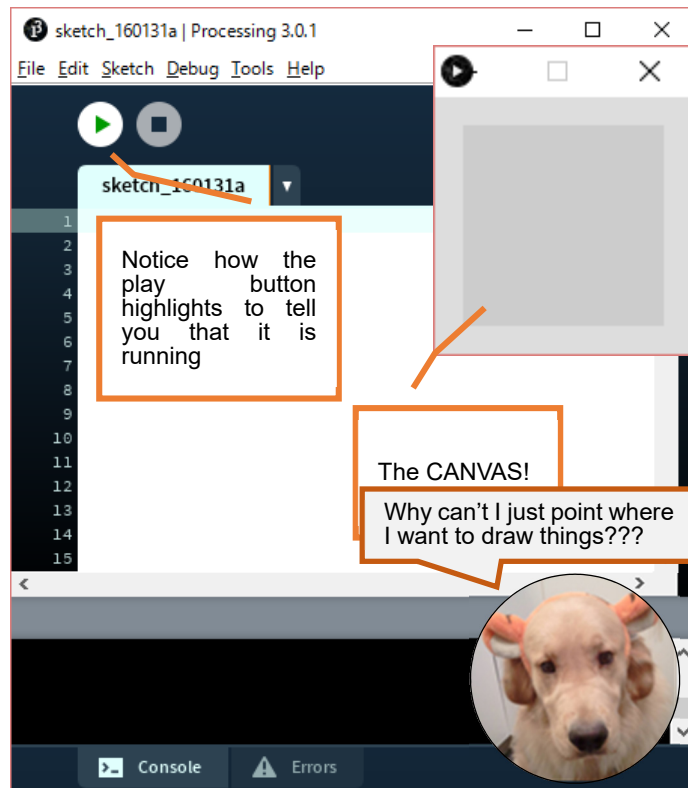 sketch_160131a | Processing 3.0.1
File Edit Sketch Debug Tools Help
sketch_160131a
1
2
3
4
5
6
7
8
9
10
11
12
13
14
15
Notice how the
play button
highlights to tell
you that it is
running
The CANVAS!
Why can’t I just point where
I want to draw things???
Console
Errors